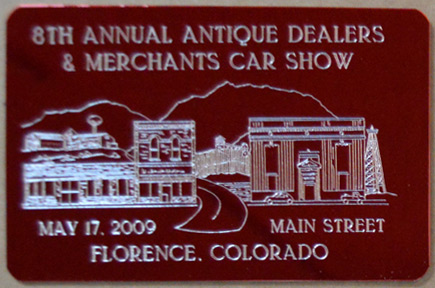 8TH ANNUAL ANTIQUE DEALERS
& MERCHANTS CAR SHOW
MAY 17, 2009
MAIN STREET
FLORENCE, COLORADO